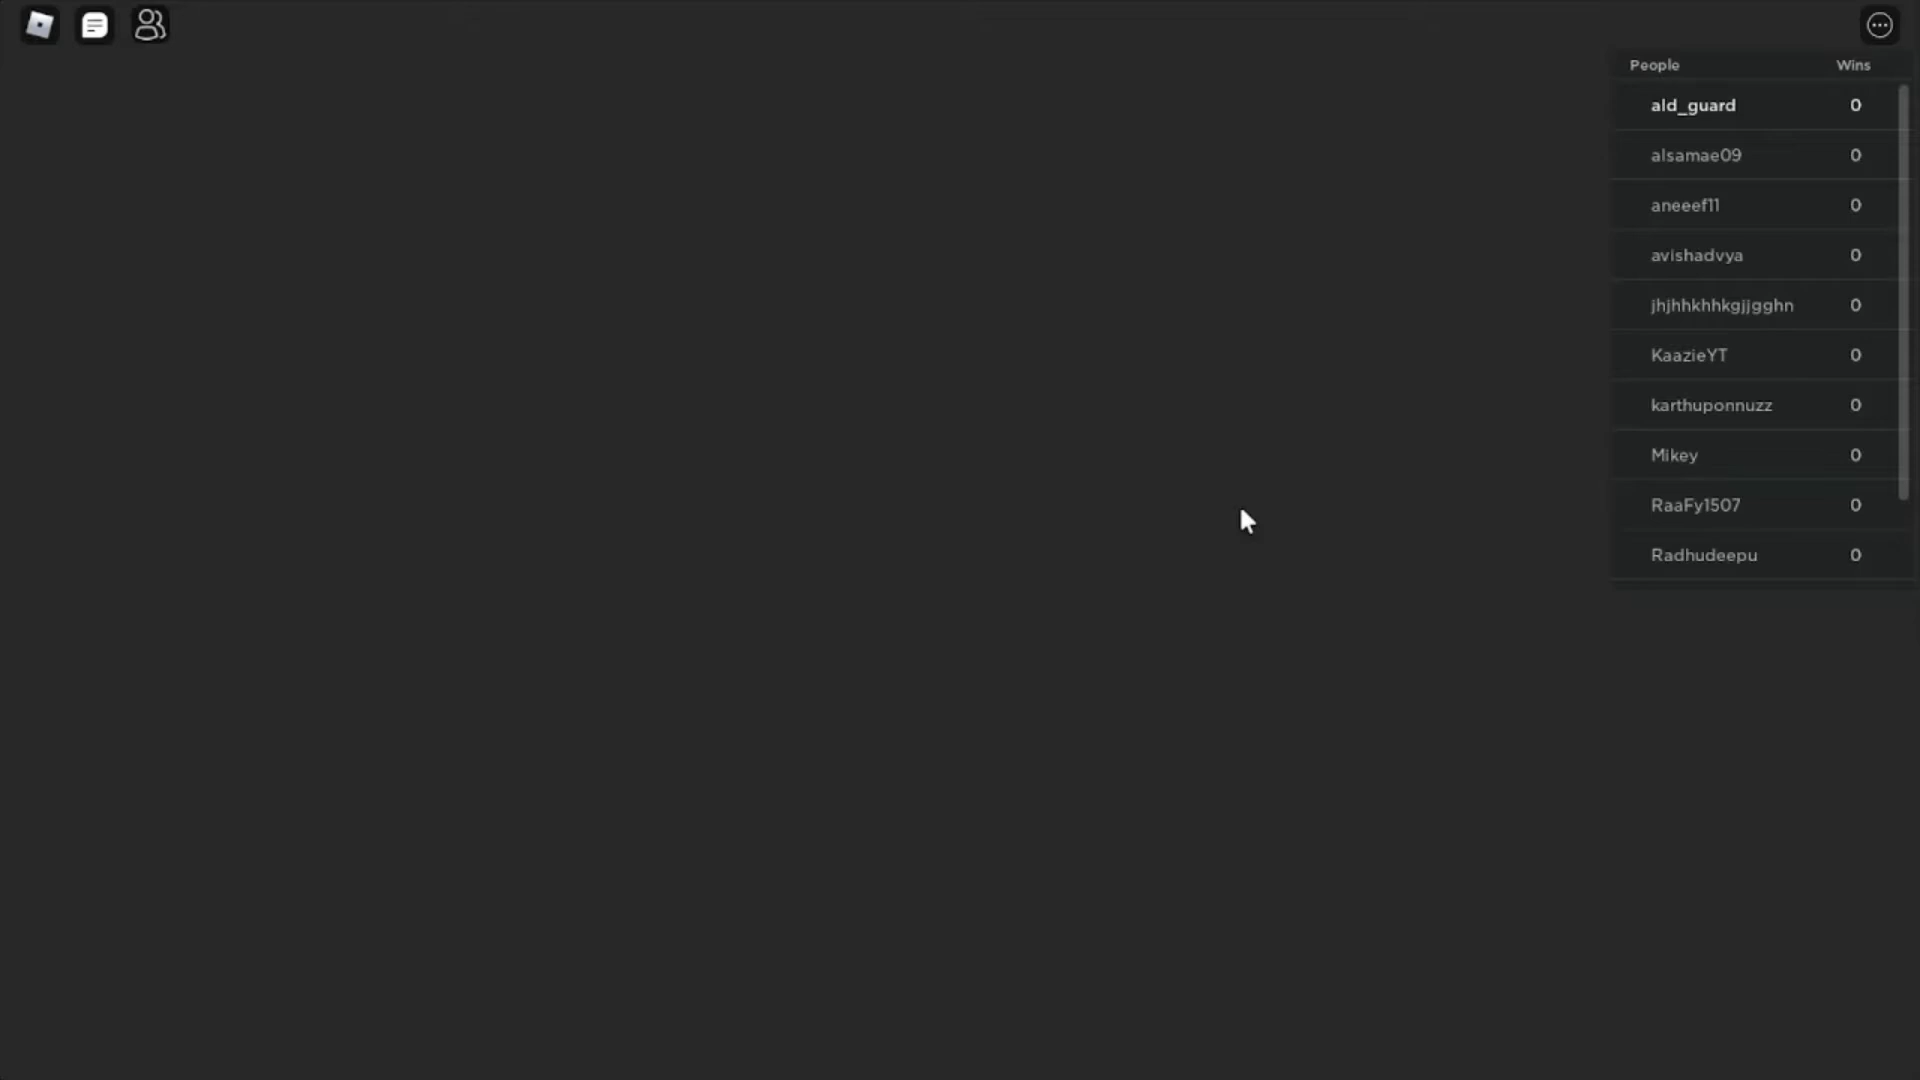 People Wins
ald_guard 0
alsamae09 0
aneeef11 0
avishadvya 0
jhjhhkhhkgjjgghn 0
KaazieYT 0
karthuponnuzz 0
Mikey 0
RaaFy1507 0
Radhudeepu 0